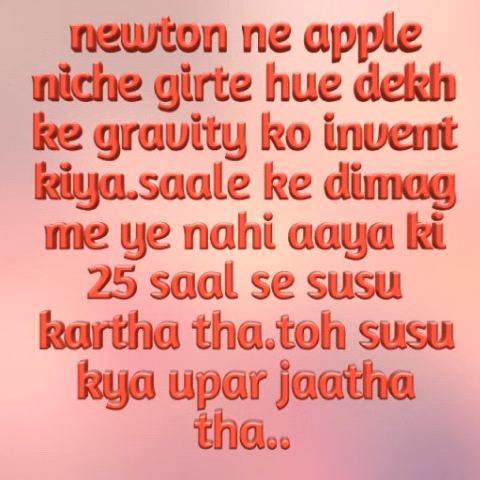 newton ne apple
niche girte hue dekh
ke gravity ko invent
kiya.saale ke dimag
me ye nahi aaya ki
25 saal se susu
kartha tha.toh susu
kya upar jaatha
tha..